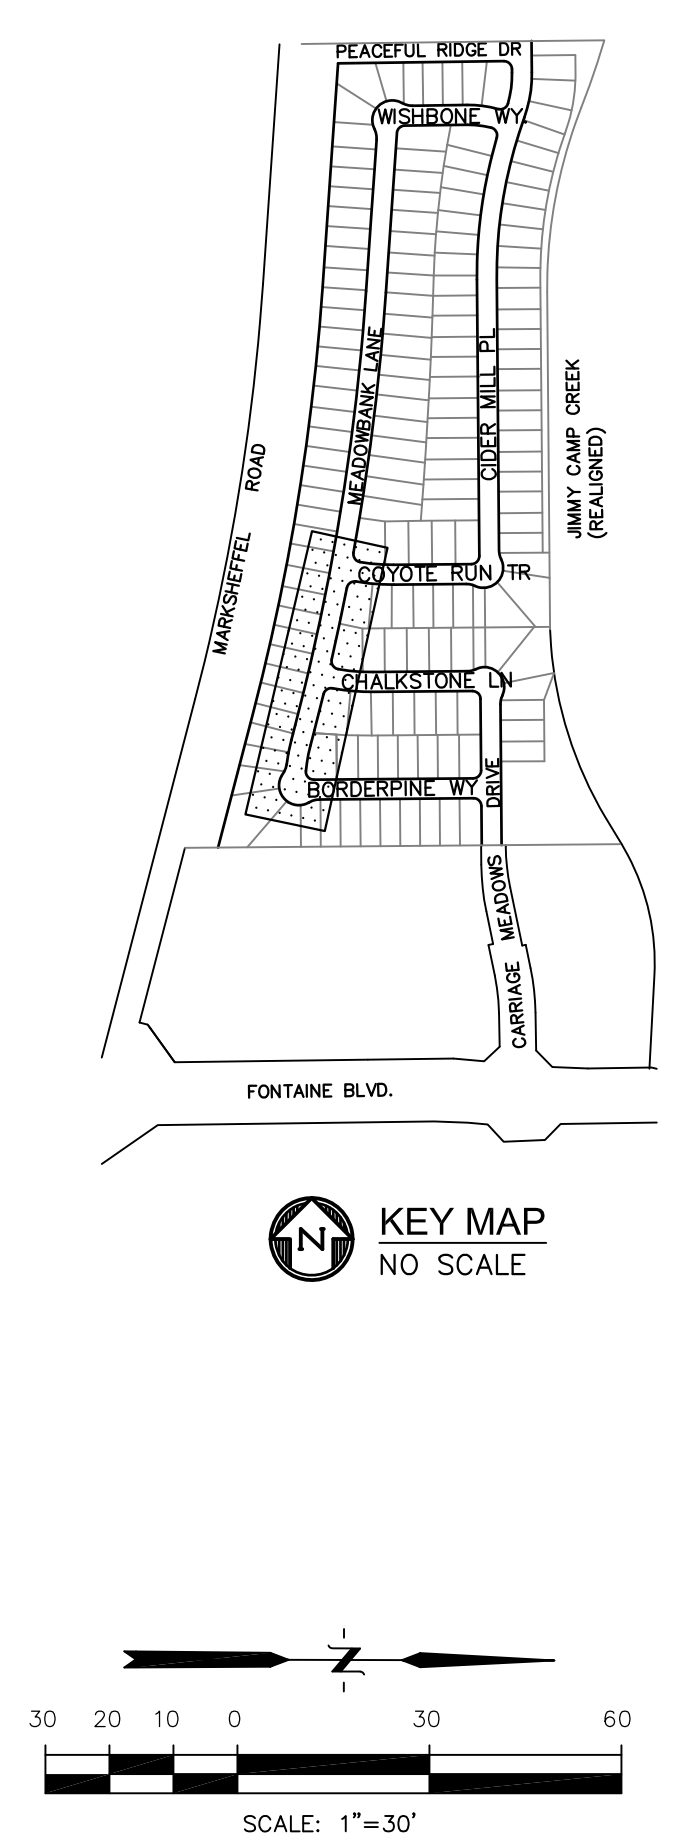 PEACEFUL RIDGE DR
WISHBONE WY.
MEADOWBANK LANE
CIDER MILL PL
JIMMY CAMP CREEK
(REALIGNED)
MARKSHEFFEL ROAD
COYOTE RUN TR
CHALKSTONE LN
BORDERPINE WY
CARRIAGE MEADOWS DRIVE
FONTAINE BLVD.
N
KEY MAP
NO SCALE
N
30 20 10 0 30 60
SCALE: 1"=30'